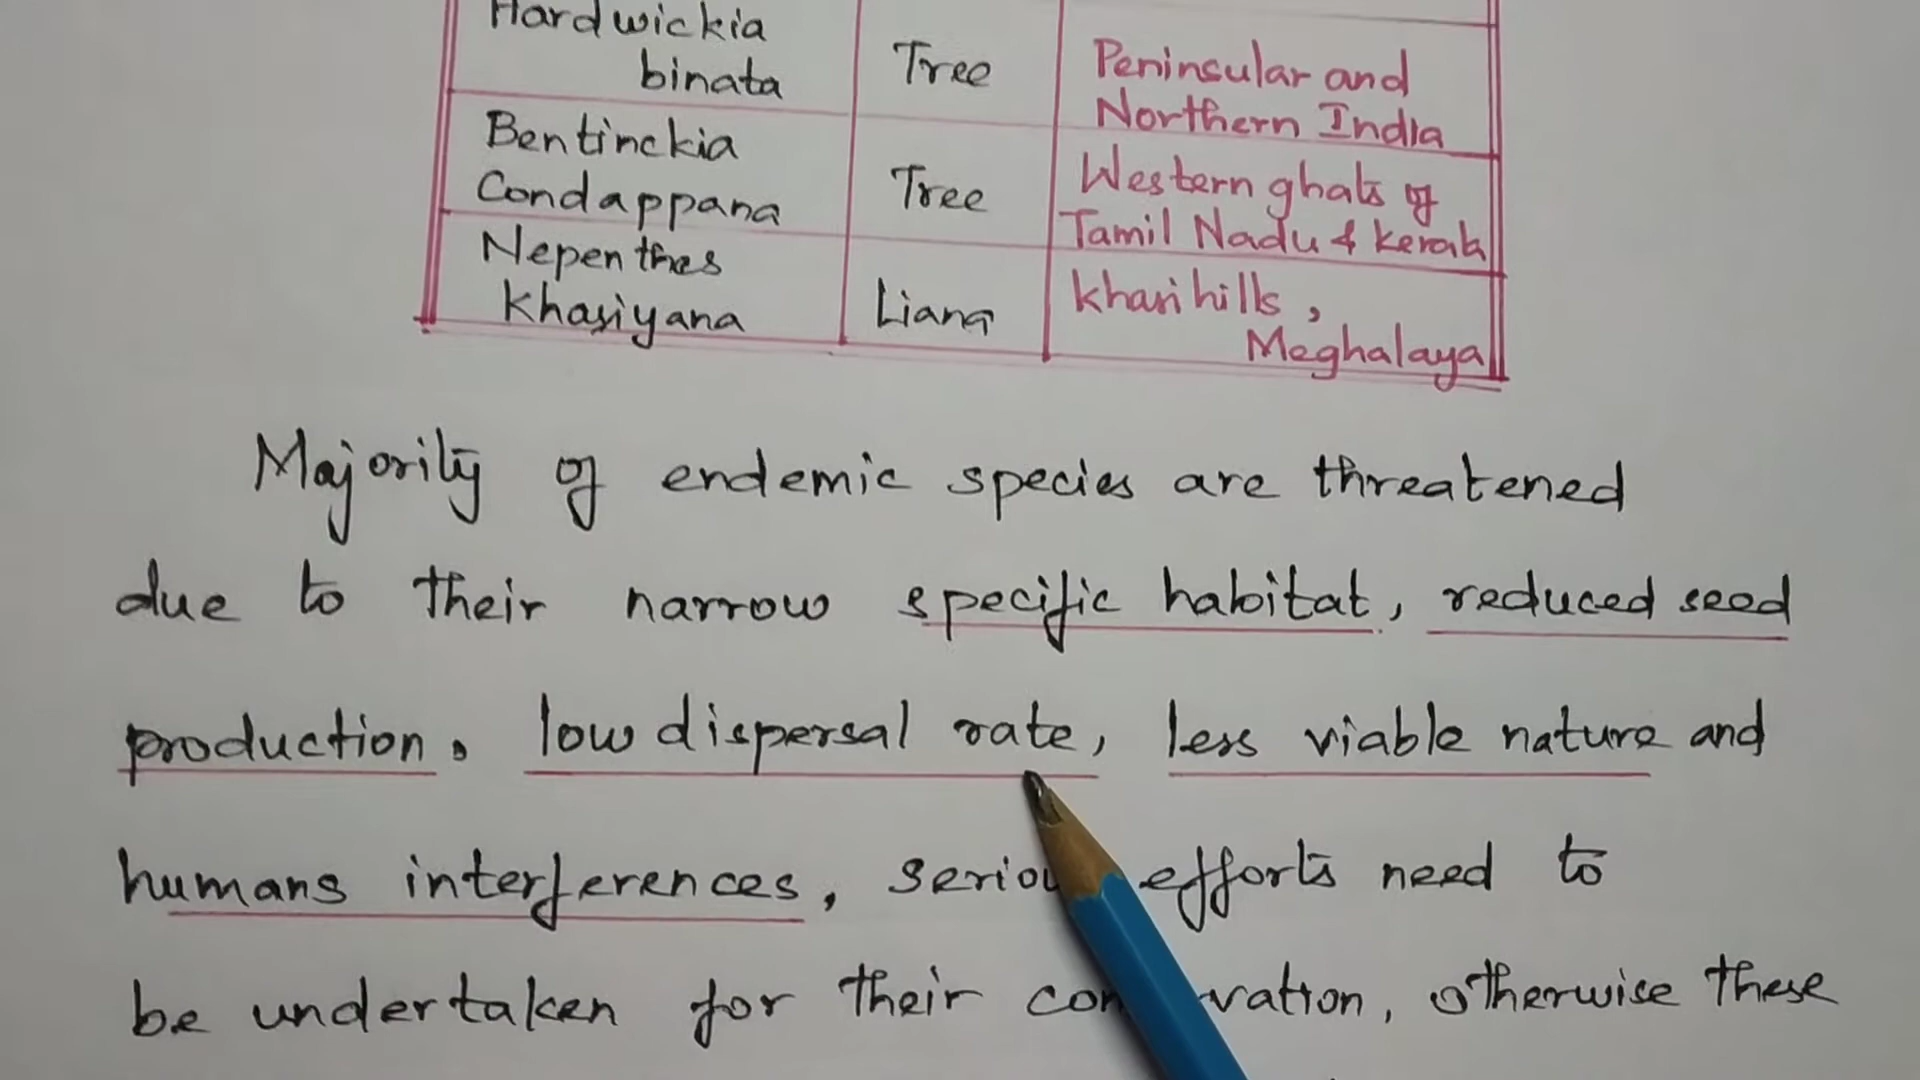 Hardwickia
binata
Tree
Peninsular and
Northern India
Bentinckia
Condappana
Tree
Western ghats of
Tamil Nadu & Kerala
Nepenthes
Khasiyana
Liana
Khasi hills,
Meghalaya
Majority of endemic species are threatened
due to their narrow specific habitat, reduced seed
production, low dispersal rate, less viable nature and
humans interferences, serious efforts need to
be undertaken for their otherwise these